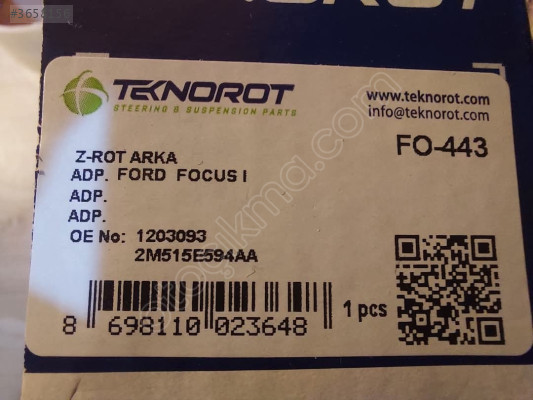 TEKNOROT
STEERING & SUSPENSION PARTS
www.teknorot.com
info@teknorot.com
Z-ROT ARKA
FO-443
ADP. FORD FOCUS I
ADP.
ADP.
OE No: 1203093
2M515E594AA
8 698110 023648
1 pcs